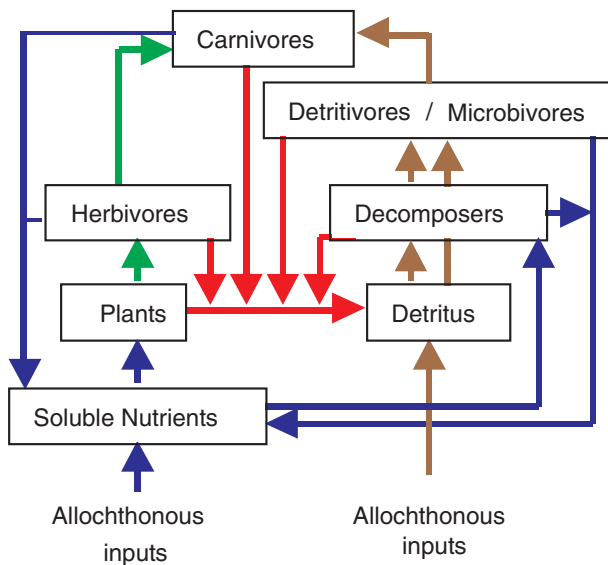 Carnivores
Detritivores / Microbivores
Herbivores
Decomposers
Plants
Detritus
Soluble Nutrients
Allochthonous
inputs
Allochthonous
inputs